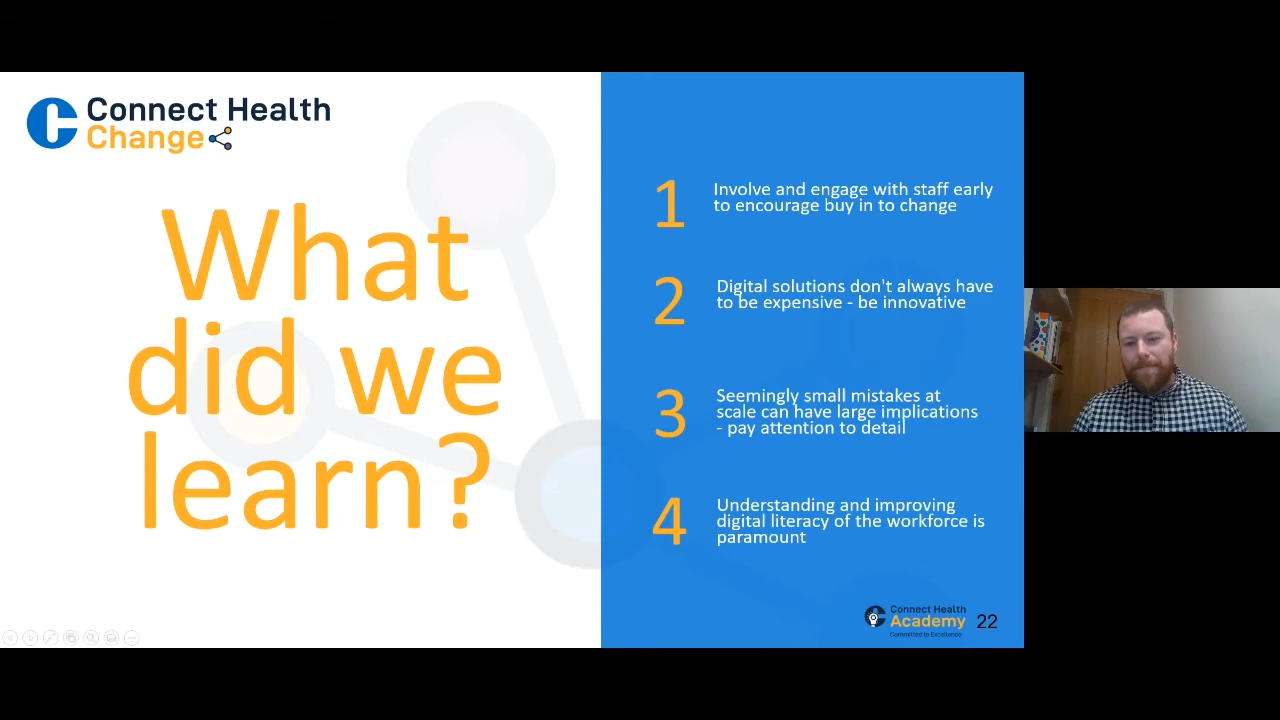 Connect Health
Change
What
did we
learn?
1
Involve and engage with staff early
to encourage buy in to change
2
Digital solutions don't always have
to be expensive - be innovative
3
Seemingly small mistakes at
scale can have large implications
- pay attention to detail
4
Understanding and improving
digital literacy of the workforce is
paramount
Connect Health
Academy
Committed to Excellence
22